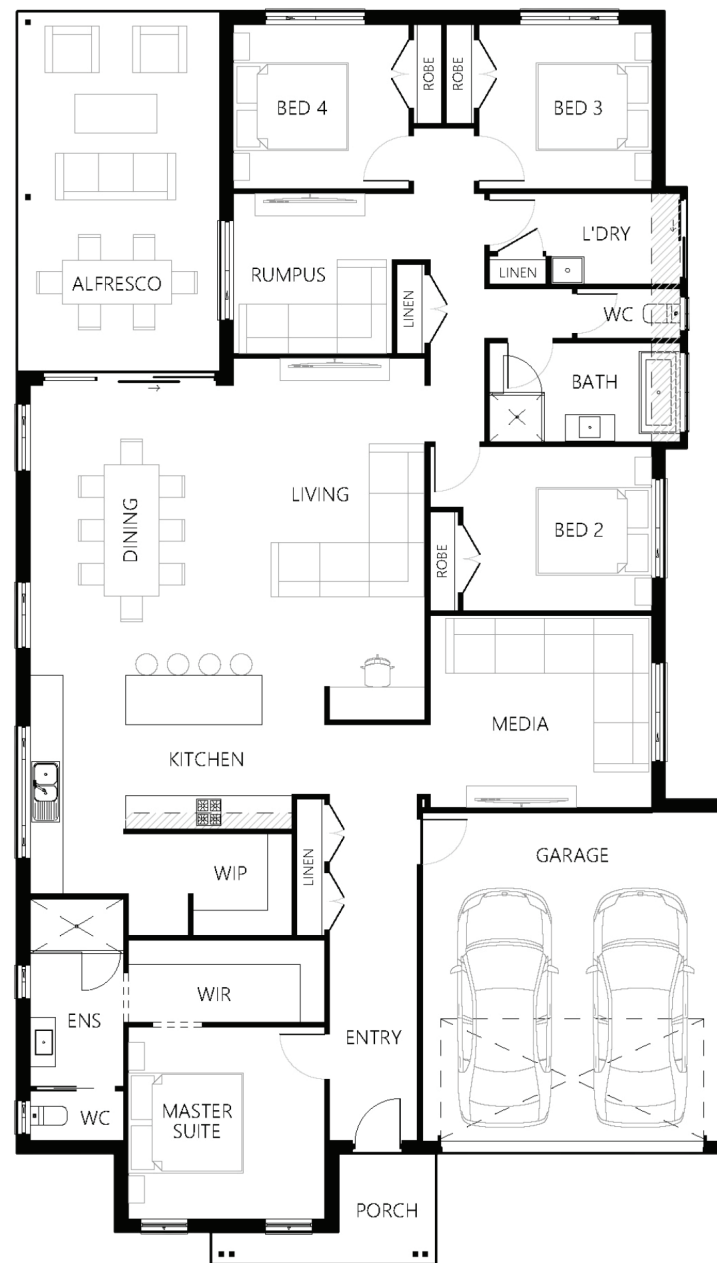 BED 4
ROBE
ROBE
BED 3
ALFRESCO
RUMPUS
LINEN
L'DRY
LINEN
WC
BATH
LIVING
DINING
ROBE
BED 2
MEDIA
KITCHEN
WIP
LINEN
GARAGE
WIR
ENS
ENTRY
WC
MASTER
SUITE
PORCH